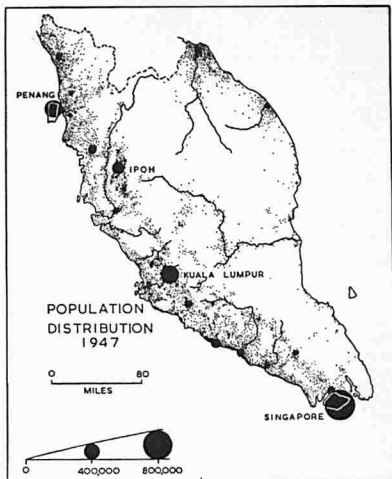 PENANG
IPOH
KUALA LUMPUR
POPULATION
DISTRIBUTION
1947
0 80
MILES
SINGAPORE
0 400,000 800,000